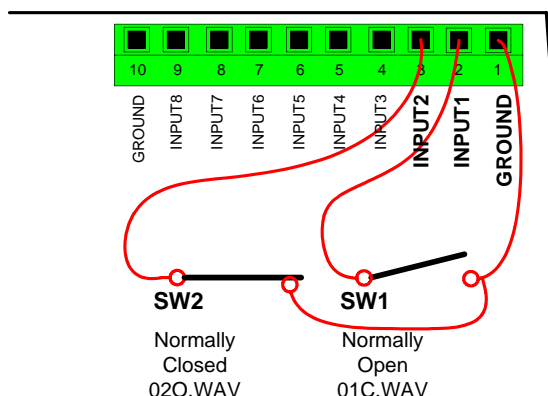 10 9 8 7 6 5 4 3 2 1
GROUND
INPUT8
INPUT7
INPUT6
INPUT5
INPUT4
INPUT3
INPUT2
INPUT1
GROUND
SW2 SW1
Normally Normally
Closed Open
02O.WAV 01C.WAV